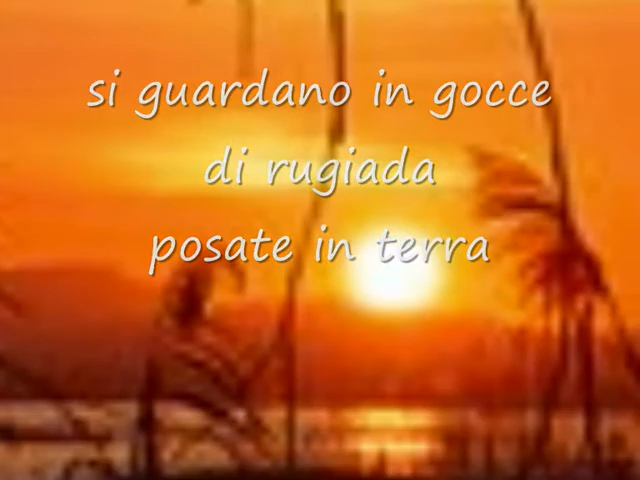 si guardano in gocce
di rugiada
posate in terra